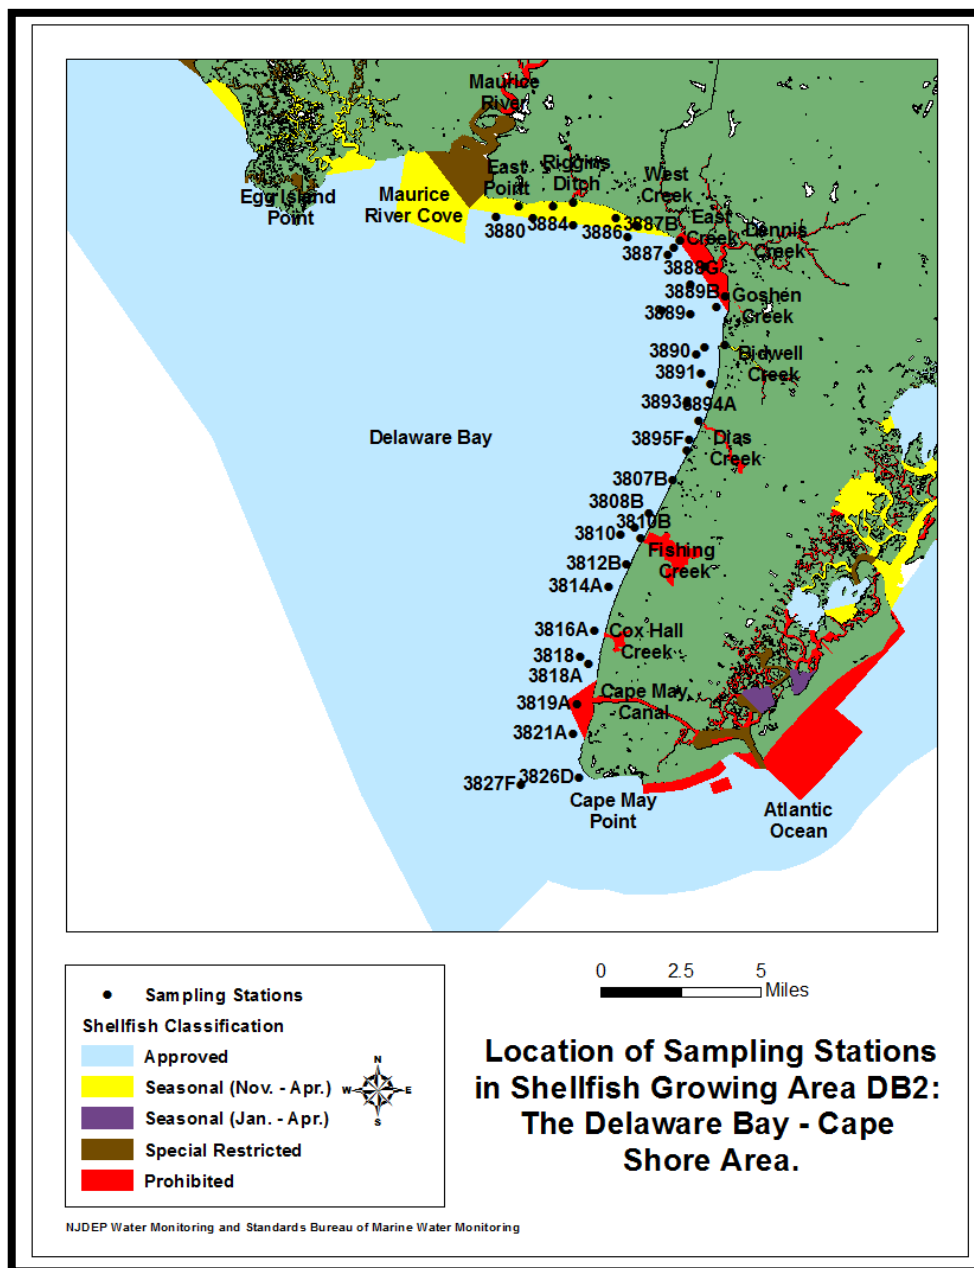 Maurice
River
East
Point
Riggins
Ditch
West
Creek
Egg Island
Point
Maurice
River Cove
3880
3884
3886
3887B
East
Creek
Dennis
Creek
3887
3888G
3889B
Goshen
Creek
3889
3890
Bidwell
Creek
3891
3893
3894A
Delaware Bay
3895F
Dias
Creek
3807B
3808B
3810B
3810
Fishing
Creek
3812B
3814A
3816A
Cox Hall
Creek
3818
3818A
3819A
Cape May
Canal
3821A
3827F
3826D
Cape May
Point
Atlantic
Ocean
Sampling Stations
Shellfish Classification
Approved
Seasonal (Nov. - Apr.)
Seasonal (Jan. - Apr.)
Special Restricted
Prohibited
N
W
E
S
0 2.5 5
Miles
Location of Sampling Stations
in Shellfish Growing Area DB2:
The Delaware Bay - Cape
Shore Area.
NJDEP Water Monitoring and Standards Bureau of Marine Water Monitoring